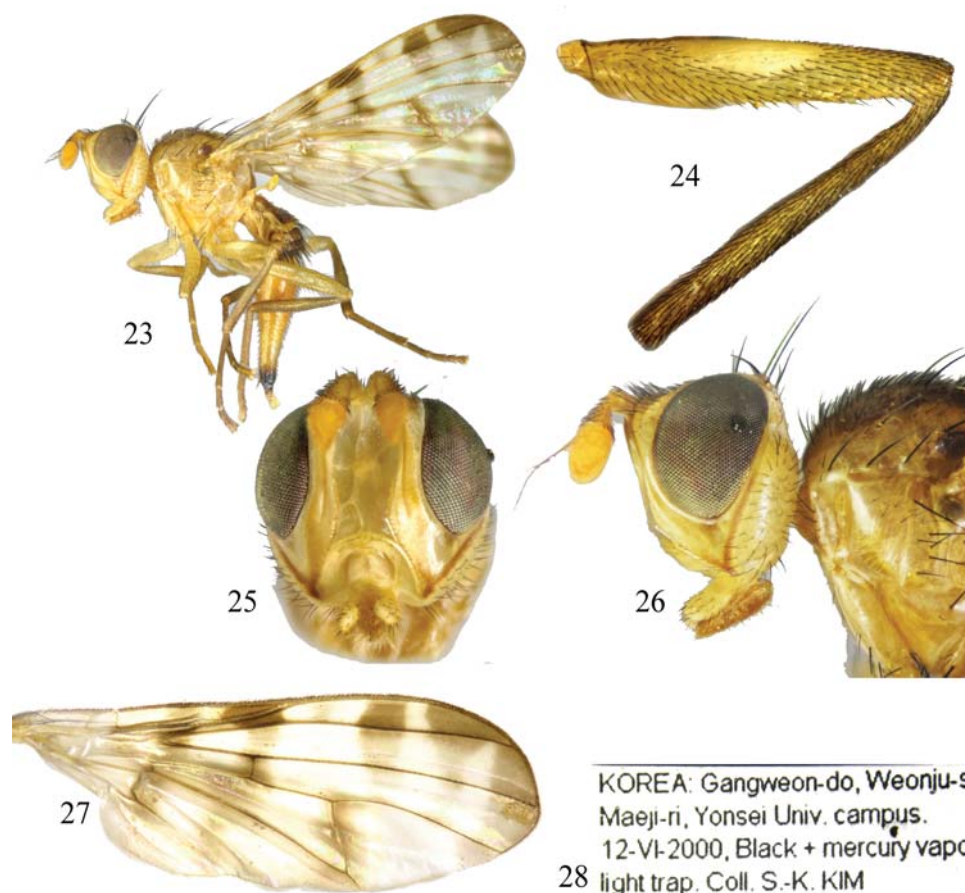 23
24
25
26
27
28
KOREA: Gangweon-do, Weonju-s
Maeji-ri, Yonsei Univ. campus.
12-VI-2000, Black + mercury vapo
light trap. Coll. S.-K. KIM